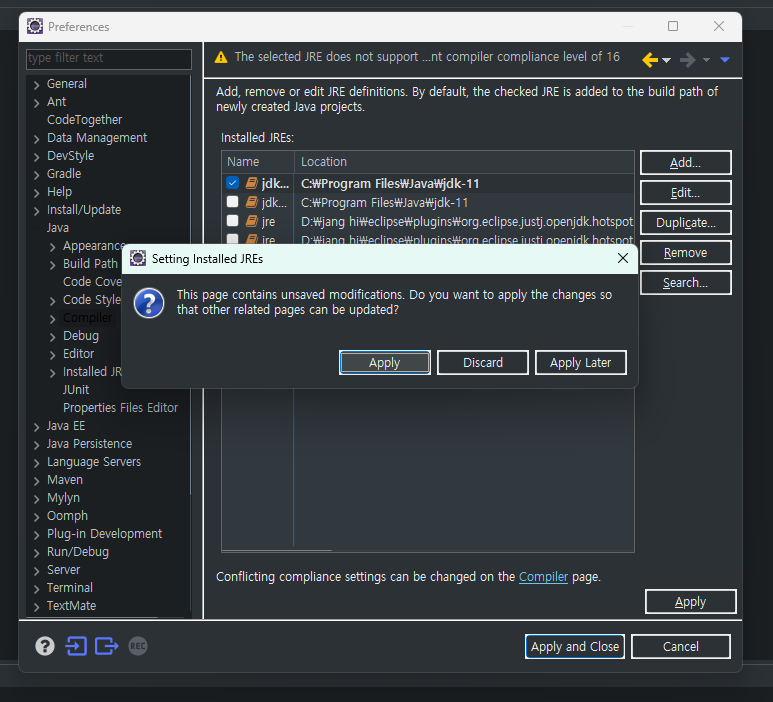 Preferences
type filter text
The selected JRE does not support ...nt compiler compliance level of 16
General
Ant
CodeTogether
Data Management
DevStyle
Gradle
Help
Install/Update
Java
Appearance
Build Path
Code Cove
Code Style
Compiler
Debug
Editor
Installed JR
JUnit
Properties Files Editor
Java EE
Java Persistence
Language Servers
Maven
Mylyn
Oomph
Plug-in Development
Run/Debug
Server
Terminal
TextMate
Add, remove or edit JRE definitions. By default, the checked JRE is added to the build path of
newly created Java projects.
Installed JREs:
Name Location
jdk... C:₩Program Files₩Java₩jdk-11
jdk... C:₩Program Files₩Java₩jdk-11
jre D:₩jang hi₩eclipse₩plugins₩org.eclipse.justj.openjdk.hotspot
jre D:₩jang hi₩eclipse₩plugins₩org.eclipse.justj.openjdk.hotspot
Add...
Edit...
Duplicate...
Remove
Search...
Setting Installed JREs
This page contains unsaved modifications. Do you want to apply the changes so
that other related pages can be updated?
Apply Discard Apply Later
Conflicting compliance settings can be changed on the Compiler page.
Apply
REC
Apply and Close Cancel